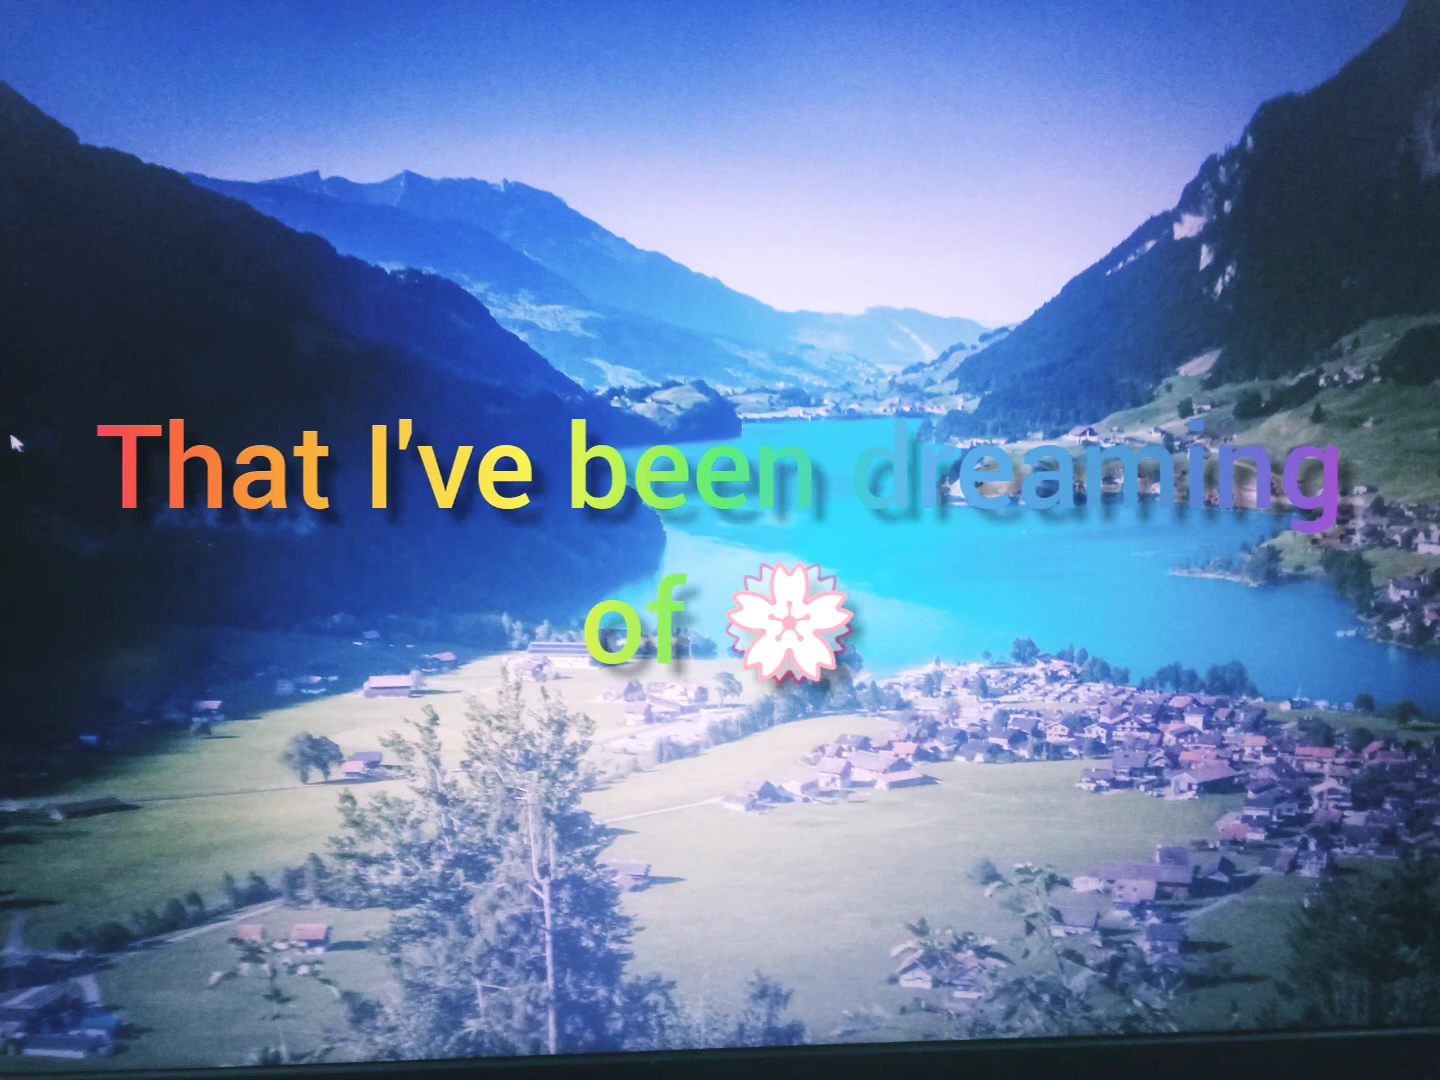 That I've been dreaming
of 💮